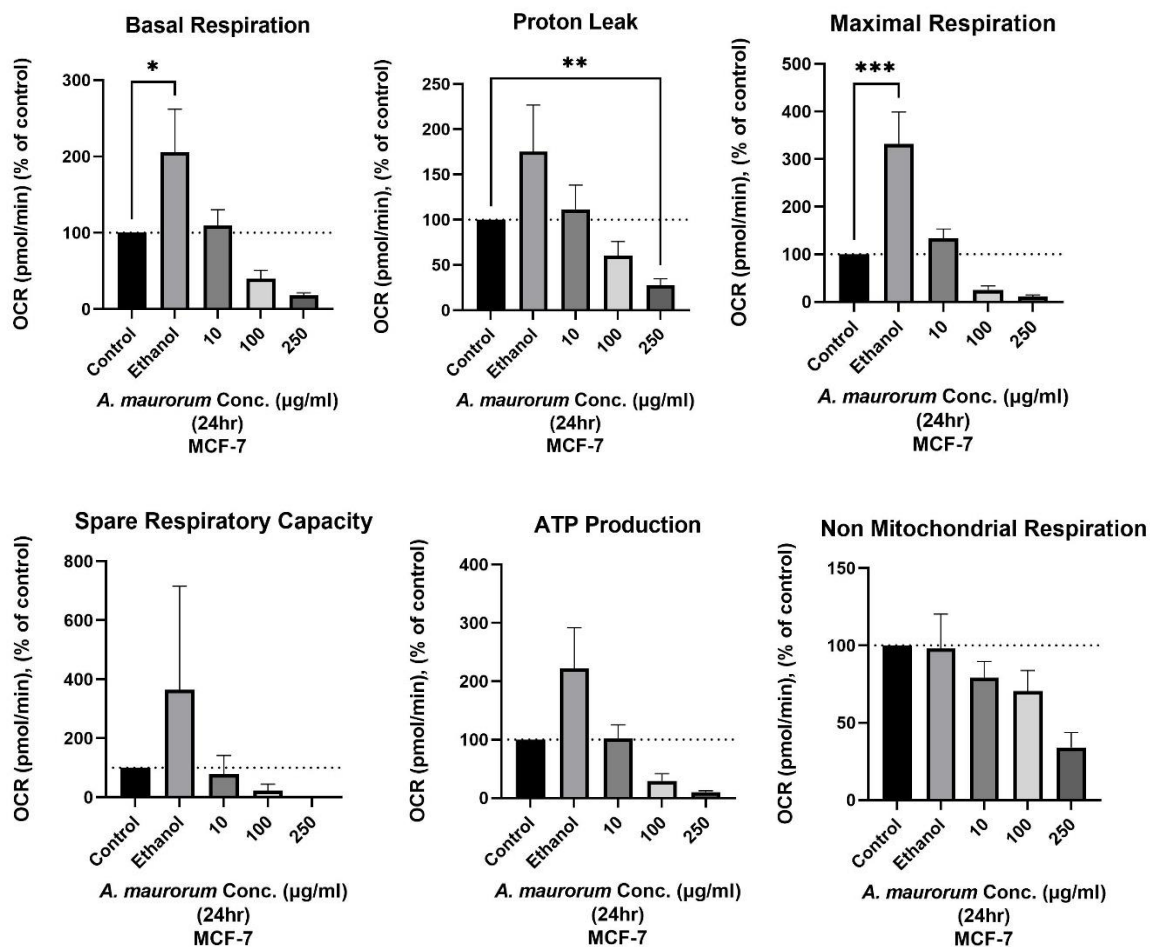 Basal Respiration
*
OCR (pmol/min) (% of control)
300
200
100
0
Control
Ethanol
10
100
250
A. maurorum Conc. (µg/ml)
(24hr)
MCF-7
Proton Leak
**
OCR (pmol/min), (% of control)
250
200
150
100
50
0
Control
Ethanol
10
100
250
A. maurorum Conc. (µg/ml)
(24hr)
MCF-7
Maximal Respiration
***
OCR (pmol/min), (% of control)
500
400
300
200
100
0
Control
Ethanol
10
100
250
A. maurorum Conc. (µg/ml)
(24hr)
MCF-7
Spare Respiratory Capacity
OCR (pmol/min), (% of control)
800
600
400
200
0
Control
Ethanol
10
100
250
A. maurorum Conc. (µg/ml)
(24hr)
MCF-7
ATP Production
OCR (pmol/min), (% of control)
400
300
200
100
0
Control
Ethanol
10
100
250
A. maurorum Conc. (µg/ml)
(24hr)
MCF-7
Non Mitochondrial Respiration
OCR (pmol/min), (% of control)
150
100
50
0
Control
Ethanol
10
100
250
A. maurorum Conc. (µg/ml)
(24hr)
MCF-7